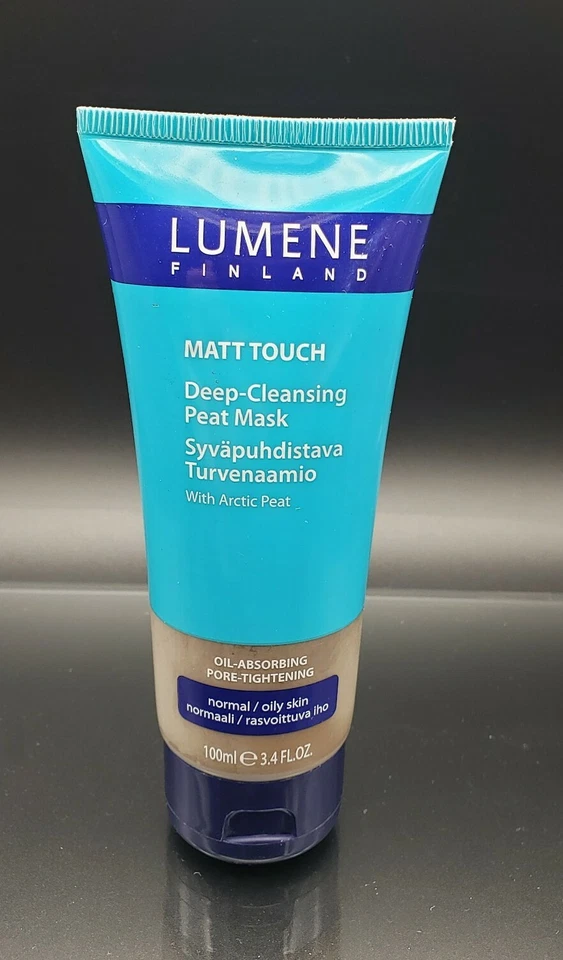 LUMENE
FINLAND
MATT TOUCH
Deep-Cleansing
Peat Mask
Syväpuhdistava
Turvenaamio
With Arctic Peat
OIL-ABSORBING
PORE-TIGHTENING
normal / oily skin
normaali / rasvoittuva iho
100ml ℮ 3.4 FL.OZ.